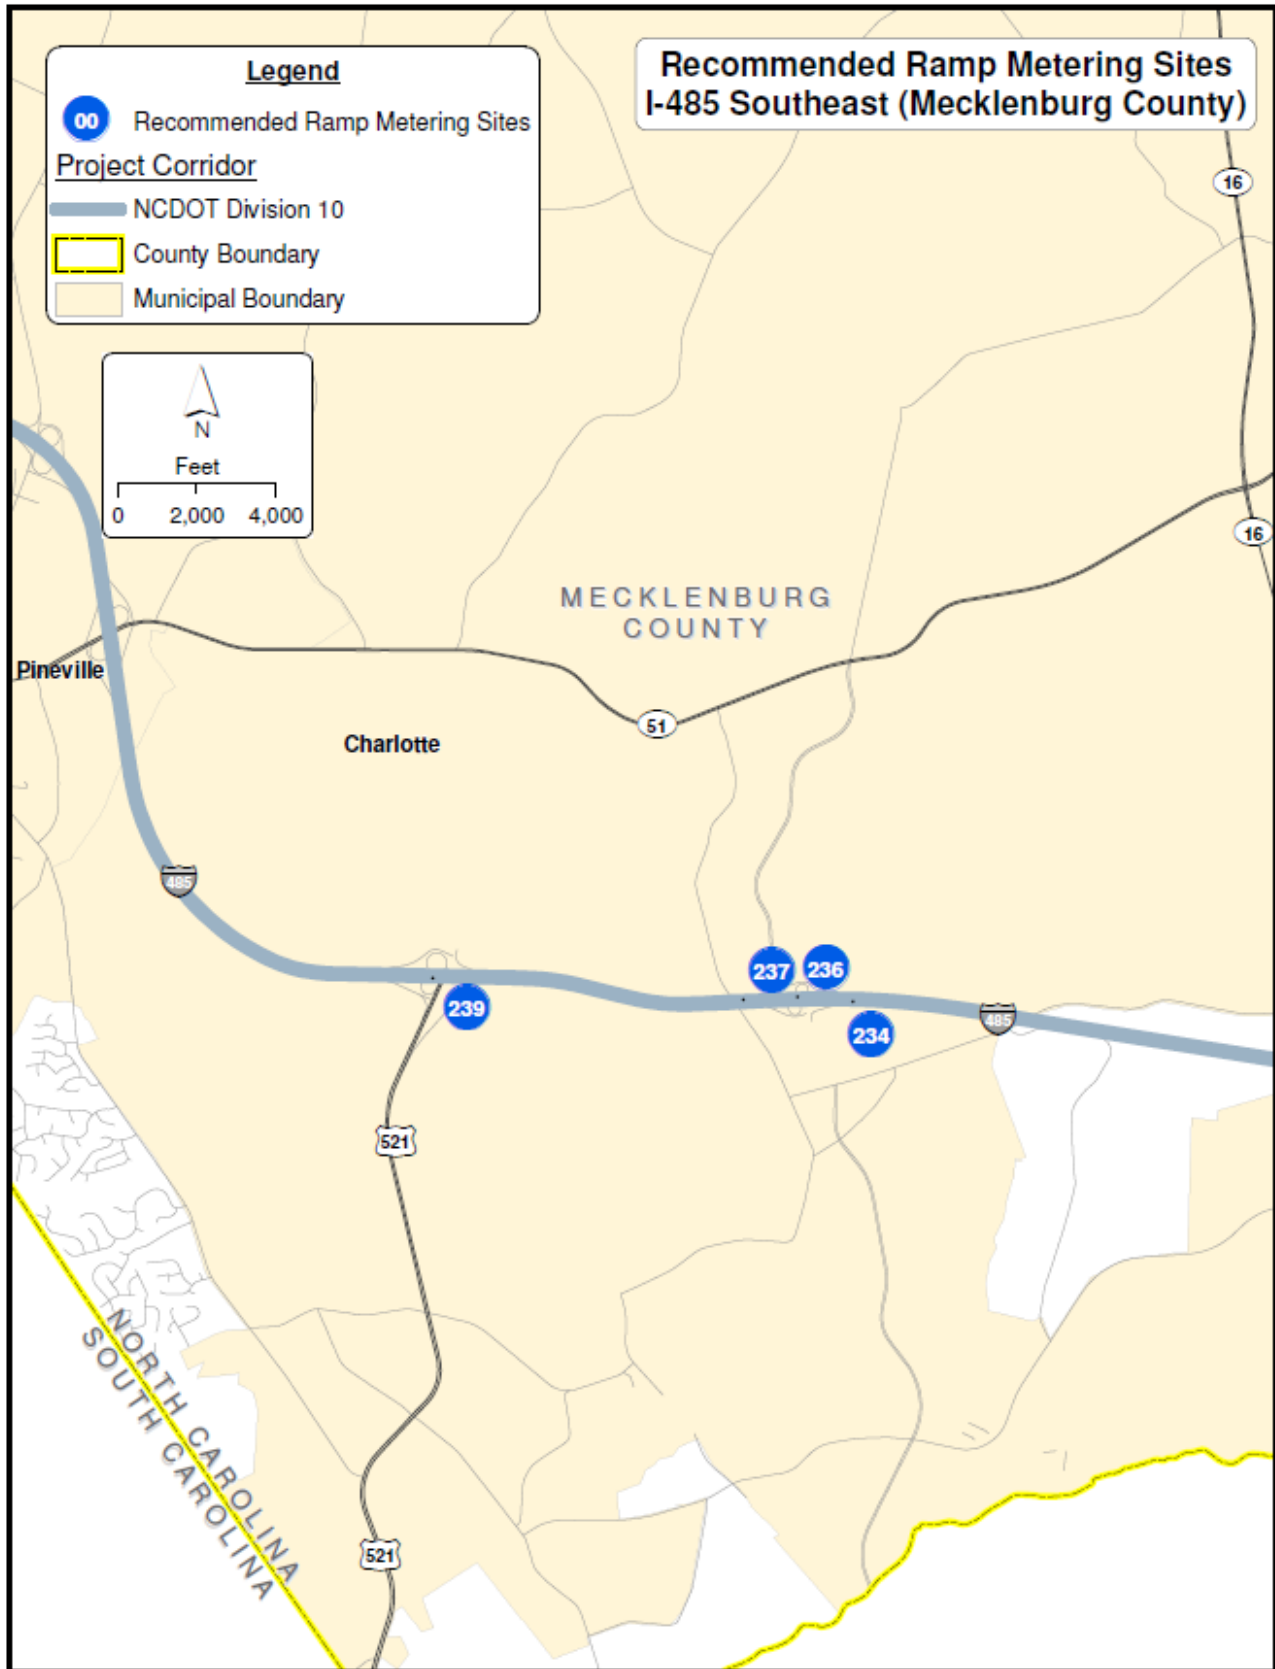 Legend
00 Recommended Ramp Metering Sites
Project Corridor
NCDOT Division 10
County Boundary
Municipal Boundary
Recommended Ramp Metering Sites
I-485 Southeast (Mecklenburg County)
16
N
Feet
0 2,000 4,000
16
MECKLENBURG
COUNTY
Pineville
51
Charlotte
485
237 236
239
485
234
521
NORTH CAROLINA
SOUTH CAROLINA
521